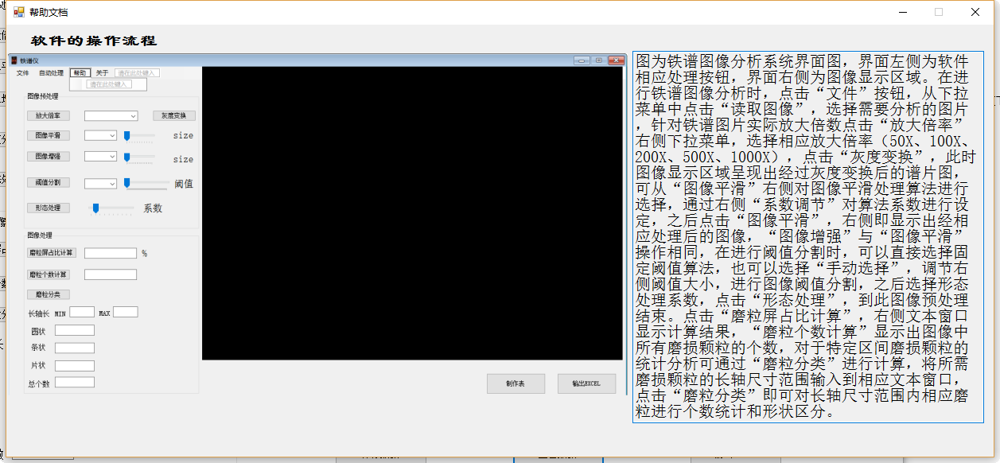 帮助文档
软件的操作流程
铁谱仪
文件 自动处理 帮助 关于 请在此处键入
请在此处键入
图像预处理
放大倍率 灰度变换
图像平滑 size
图像增强 size
阈值分割 阈值
形态处理 系数
图像处理
磨粒屏占比计算 %
磨粒个数计算
磨粒分类
长轴长 MIN MAX
圆状
条状
片状
总个数
制作表 输出EXCEL
图为铁谱图像分析系统界面图，界面左侧为软件
相应处理按钮，界面右侧为图像显示区域。在进
行铁谱图像分析时，点击“文件”按钮，从下拉
菜单中点击“读取图像”，选择需要分析的图片
，针对铁谱图片实际放大倍数点击“放大倍率”
右侧下拉菜单，选择相应放大倍率（50X、100X、
200X、500X、1000X），点击“灰度变换”，此时
图像显示区域呈现出经过灰度变换后的谱片图，
可从“图像平滑”右侧对图像平滑处理算法进行
选择，通过右侧“系数调节”对算法系数进行设
定，之后点击“图像平滑”，右侧即显示出经相
应处理后的图像，“图像增强”与“图像平滑”
操作相同，在进行阈值分割时，可以直接选择固
定阈值算法，也可以选择“手动选择”，调节右
侧阈值大小，进行图像阈值分割，之后选择形态
处理系数，点击“形态处理”，到此图像预处理
结束。点击“磨粒屏占比计算”，右侧文本窗口
显示计算结果，“磨粒个数计算”显示出图像中
所有磨损颗粒的个数，对于特定区间磨损颗粒的
统计分析可通过“磨粒分类”进行计算，将所需
磨损颗粒的长轴尺寸范围输入到相应文本窗口，
点击“磨粒分类”即可对长轴尺寸范围内相应磨
粒进行个数统计和形状区分。